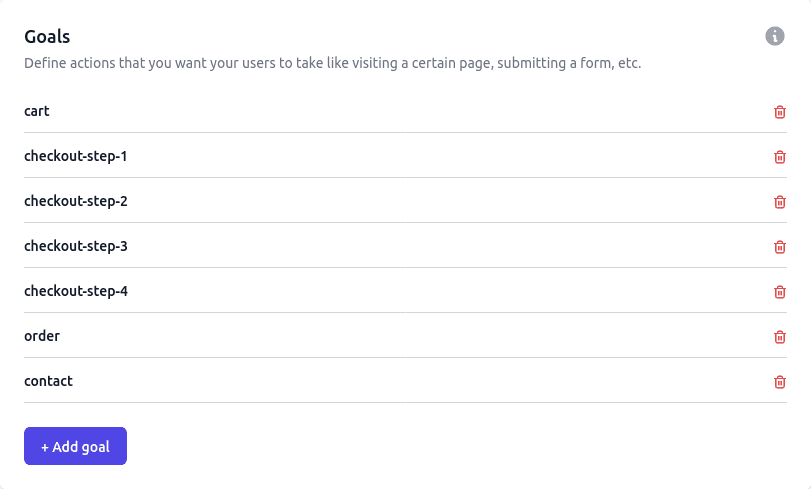 Goals
Define actions that you want your users to take like visiting a certain page, submitting a form, etc.
cart
checkout-step-1
checkout-step-2
checkout-step-3
checkout-step-4
order
contact
+ Add goal